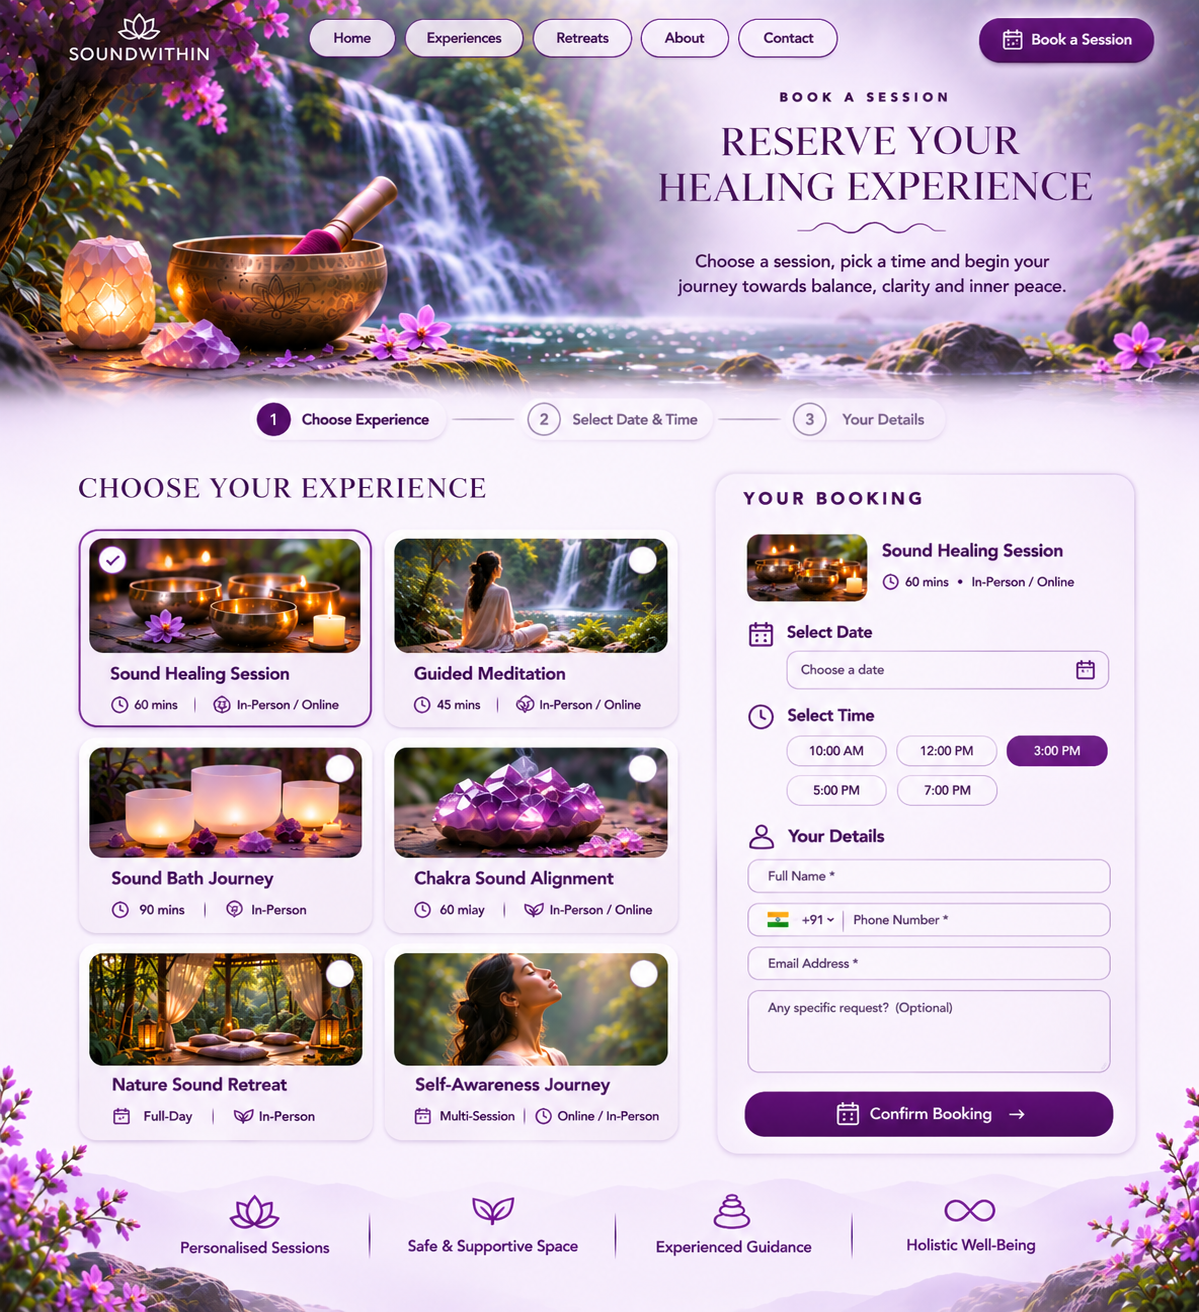 SOUNDWITHIN
Home
Experiences
Retreats
About
Contact
Book a Session
BOOK A SESSION
RESERVE YOUR
HEALING EXPERIENCE
Choose a session, pick a time and begin your
journey towards balance, clarity and inner peace.
1 Choose Experience
2 Select Date & Time
3 Your Details
CHOOSE YOUR EXPERIENCE
Sound Healing Session
60 mins | In-Person / Online
Guided Meditation
45 mins | In-Person / Online
Sound Bath Journey
90 mins | In-Person
Chakra Sound Alignment
60 miay | In-Person / Online
Nature Sound Retreat
Full-Day | In-Person
Self-Awareness Journey
Multi-Session | Online / In-Person
YOUR BOOKING
Sound Healing Session
60 mins • In-Person / Online
Select Date
Choose a date
Select Time
10:00 AM
12:00 PM
3:00 PM
5:00 PM
7:00 PM
Your Details
Full Name *
+91 Phone Number *
Email Address *
Any specific request? (Optional)
Confirm Booking →
Personalised Sessions
Safe & Supportive Space
Experienced Guidance
Holistic Well-Being